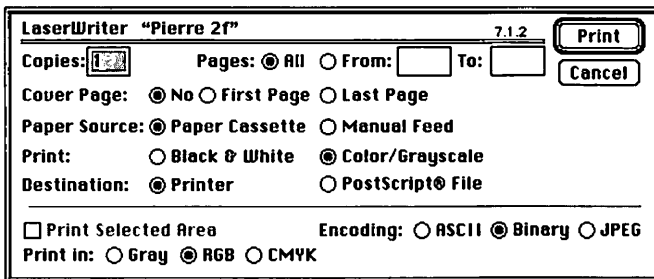 LaserWriter "Pierre 2f" 7.1.2 Print
Copies: 1 Pages: All From: To:
Cancel
Cover Page: No First Page Last Page
Paper Source: Paper Cassette Manual Feed
Print: Black & White Color/Grayscale
Destination: Printer PostScript® File
Print Selected Area Encoding: ASCII Binary JPEG
Print in: Gray RGB CMYK